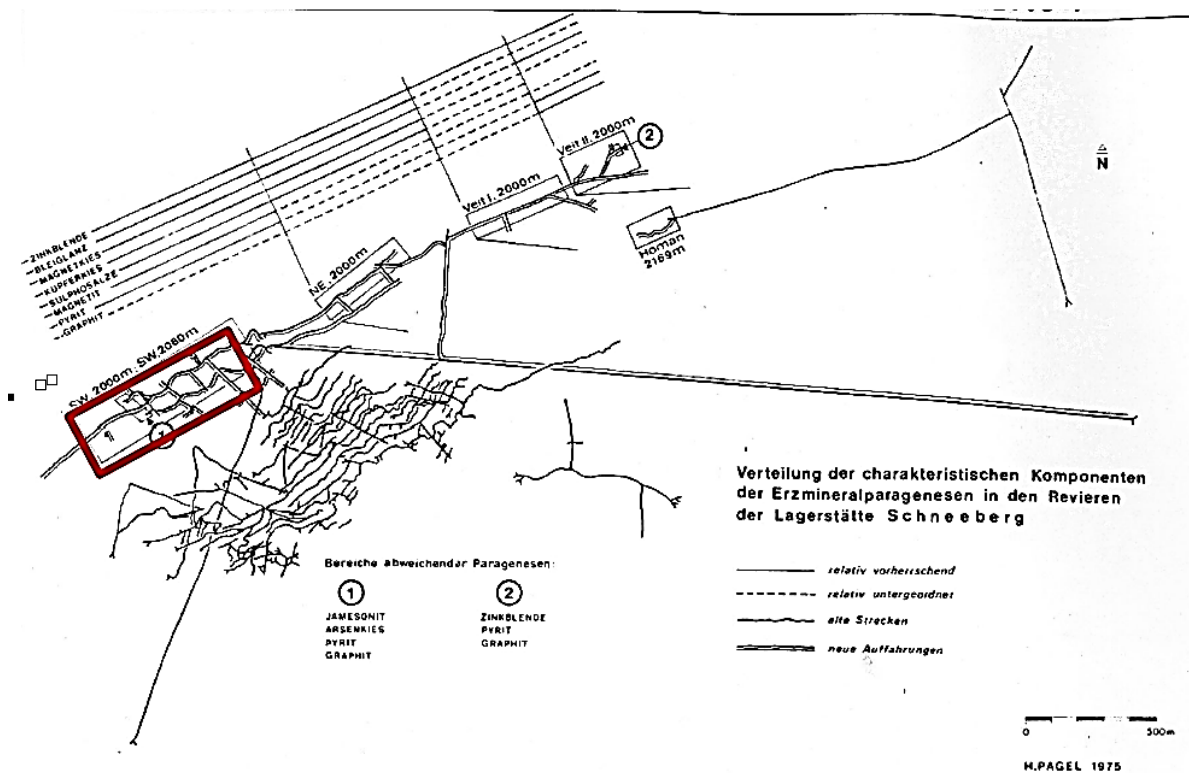 Veit II, 2000m
2
Veit I, 2000m
N
NE, 2000m
Homan
2169m
ZINKBLENDE
BLEIGLANZ
MAGNETKIES
KUPFERKIES
SULPHOSALZE
MAGNETIT
PYRIT
GRAPHIT
SW, 2000m; SW, 2080m
1
1
Verteilung der charakteristischen Komponenten
der Erzmineralparagenesen in den Revieren
der Lagerstätte Schneeberg
Bereiche abweichender Paragenesen:
1
JAMESONIT
ARSENKIES
PYRIT
GRAPHIT
2
ZINKBLENDE
PYRIT
GRAPHIT
relativ vorherrschend
relativ untergeordnet
alte Strecken
neue Auffahrungen
0 500m
H.PAGEL 1975